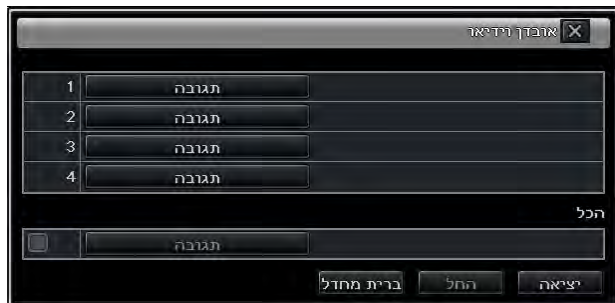 אובדן וידיאו
1 תגובה
2 תגובה
3 תגובה
4 תגובה
הכל
תגובה
יציאה החל ברית מחדל